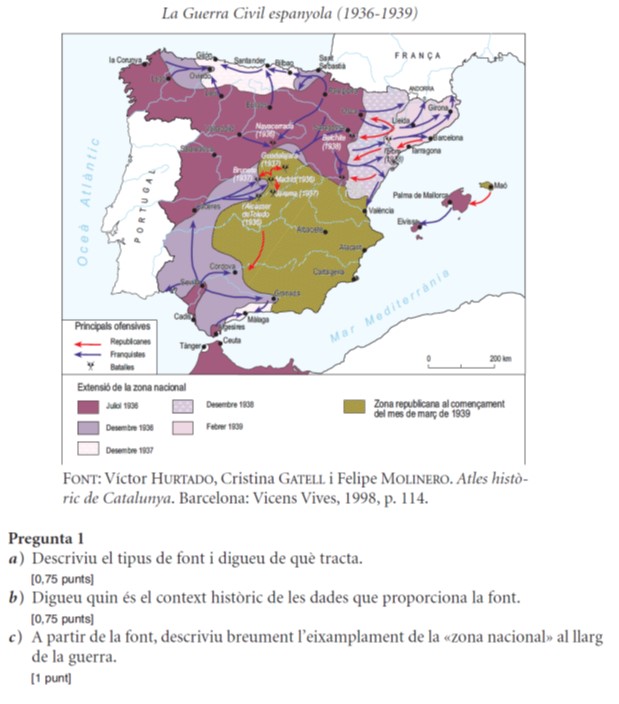 La Guerra Civil espanyola (1936-1939)
FRANÇA
la Corunya
Gijón
Santander
Bilbao
Sant
Sebastià
Oviedo
ANDORRA
Girona
Lleida
Barcelona
Tarragona
Navacerrada
(1936)
Belchite
(1938)
Guadalajara
(1937)
Brunete
(1937)
Madrid (1936)
Jarama (1937)
l'Alcázar
de Toledo
(1936)
Oceà Atlàntic
PORTUGAL
Cáceres
Palma de Mallorca
Maó
Eivissa
València
Albacete
Alacant
Cartagena
Mar Mediterrània
Còrdova
Sevilla
Granada
Cadis
Màlaga
Algesires
Tànger
Ceuta
Principals ofensives
Republicanes
Franquistes
Batalles
0
200 km
Extensió de la zona nacional
Juliol 1936
Desembre 1938
Zona republicana al començament
del mes de març de 1939
Desembre 1936
Febrer 1939
Desembre 1937
FONT: Víctor HURTADO, Cristina GATELL i Felipe MOLINERO. Atles histò-
ric de Catalunya. Barcelona: Vicens Vives, 1998, p. 114.
Pregunta 1
a) Descriviu el tipus de font i digueu de què tracta.
[0,75 punts]
b) Digueu quin és el context històric de les dades que proporciona la font.
[0,75 punts]
c) A partir de la font, descriviu breument l'eixamplament de la «zona nacional» al llarg
de la guerra.
[1 punt]